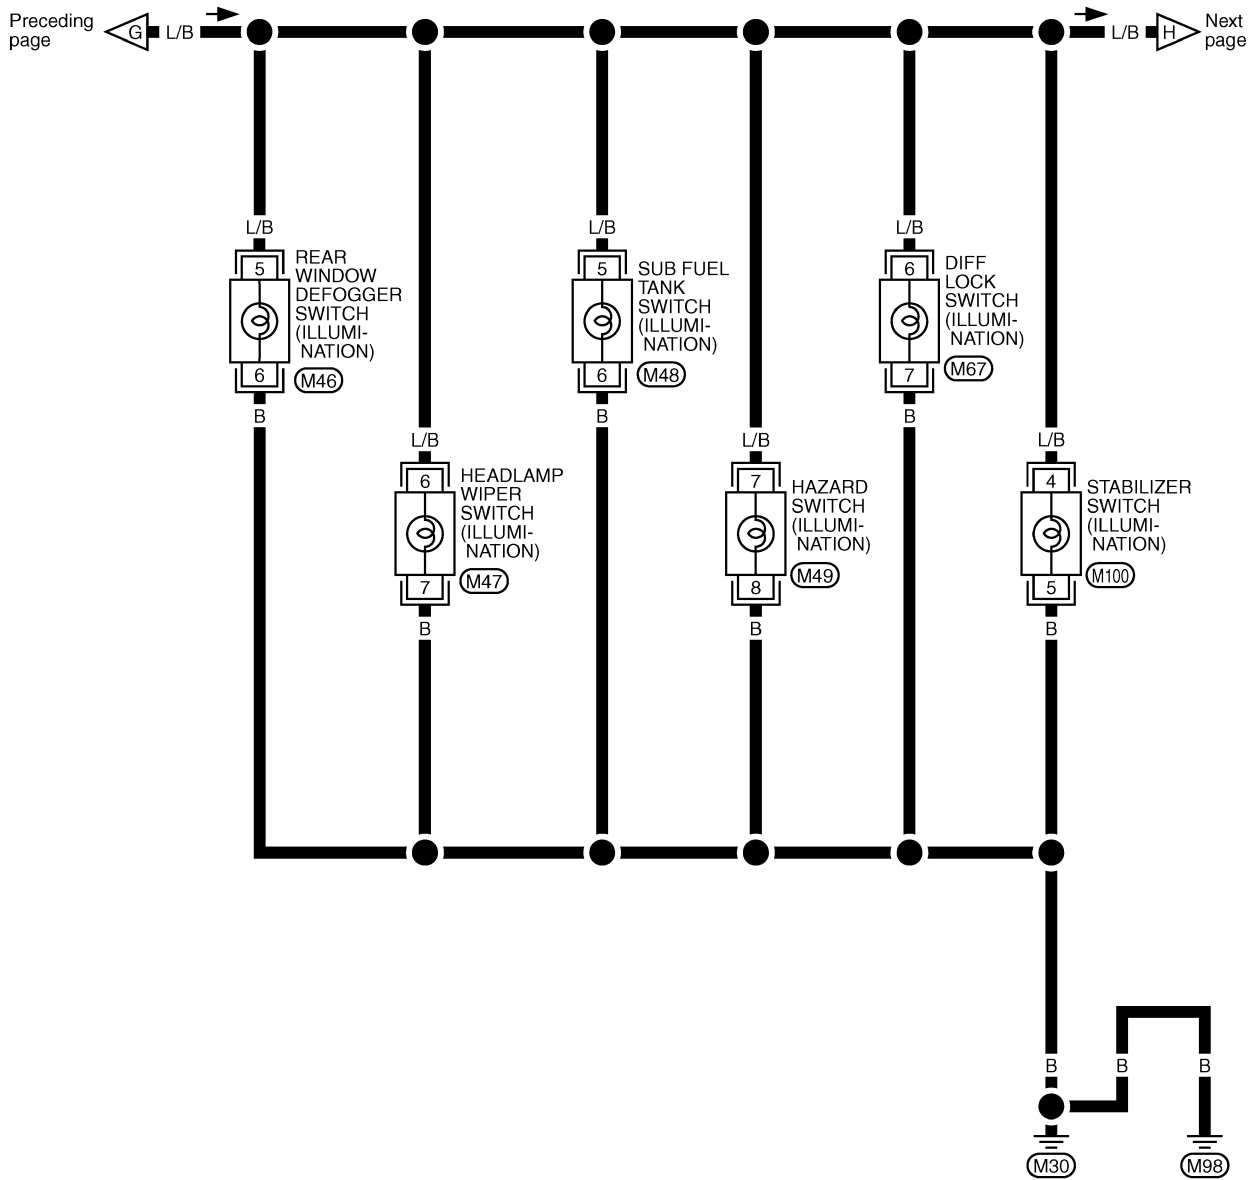 Preceding
page
G
L/B
L/B
H
Next
page
L/B
5
REAR
WINDOW
DEFOGGER
SWITCH
(ILLUMI-
NATION)
6
M46
B
L/B
6
HEADLAMP
WIPER
SWITCH
(ILLUMI-
NATION)
7
M47
B
L/B
5
SUB FUEL
TANK
SWITCH
(ILLUMI-
NATION)
6
M48
B
L/B
7
HAZARD
SWITCH
(ILLUMI-
NATION)
8
M49
B
L/B
6
DIFF
LOCK
SWITCH
(ILLUMI-
NATION)
7
M67
B
L/B
4
STABILIZER
SWITCH
(ILLUMI-
NATION)
5
M100
B
B
B
B
M30
M98